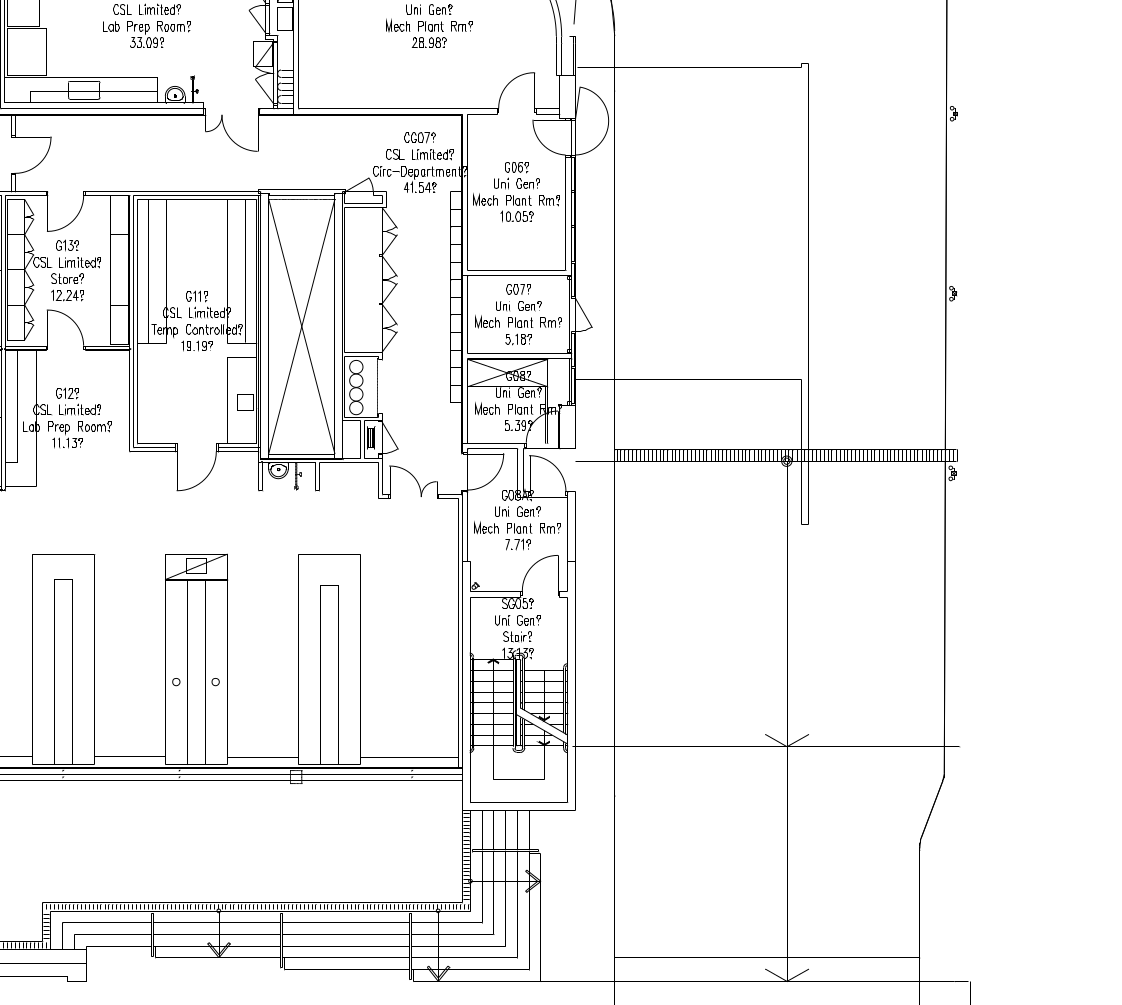 CSL Limited?
Lab Prep Room?
33.09?
Uni Gen?
Mech Plant Rm?
28.98?
CG07?
CSL Limited?
Circ-Department?
41.54?
G06?
Uni Gen?
Mech Plant Rm?
10.05?
G13?
CSL Limited?
Store?
12.24?
G11?
CSL Limited?
Temp Controlled?
19.19?
G07?
Uni Gen?
Mech Plant Rm?
5.18?
G08?
Uni Gen?
Mech Plant Rm?
5.39?
G12?
CSL Limited?
Lab Prep Room?
11.13?
G08A?
Uni Gen?
Mech Plant Rm?
7.71?
SG05?
Uni Gen?
Stair?
13.13?